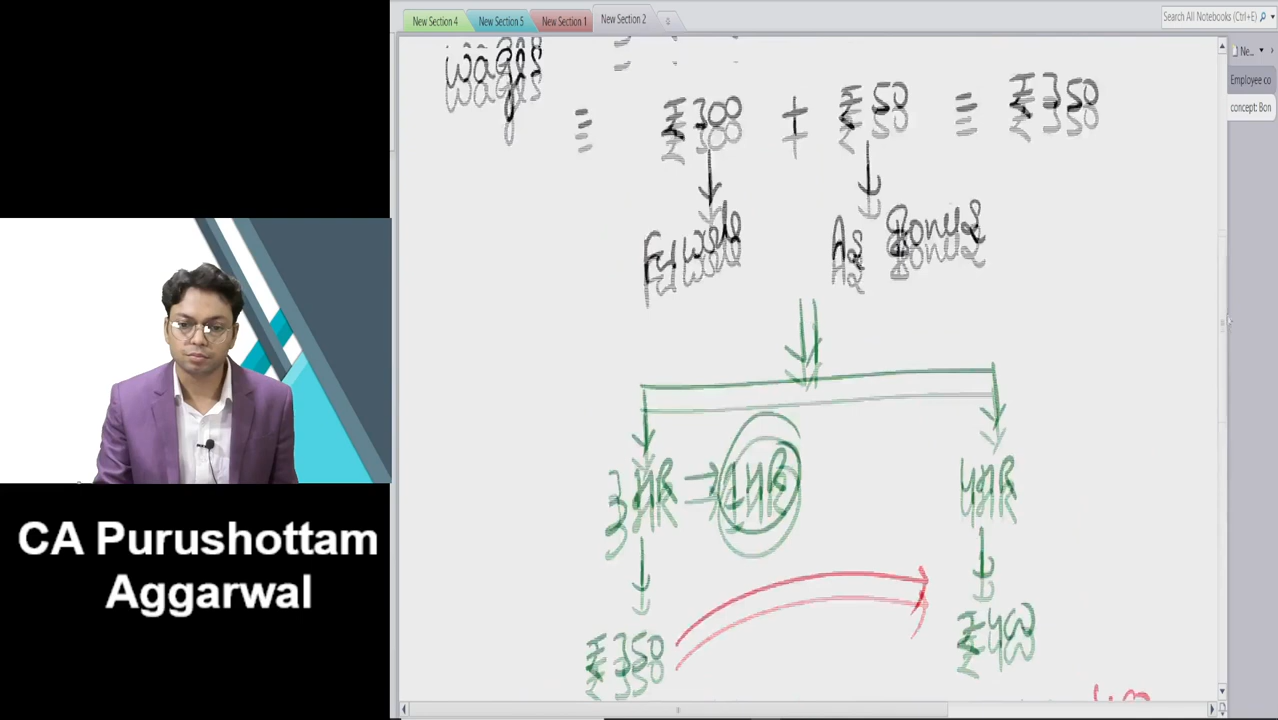 New Section 4 New Section 5 New Section 1 New Section 2
Search All Notebooks (Ctrl+E)
Ne...
Employee co
concept: Bon
wages
= ₹300 + ₹50 = ₹350
As Bonus
3HR → 1HR 4HR
₹350 ₹400
CA Purushottam
Aggarwal